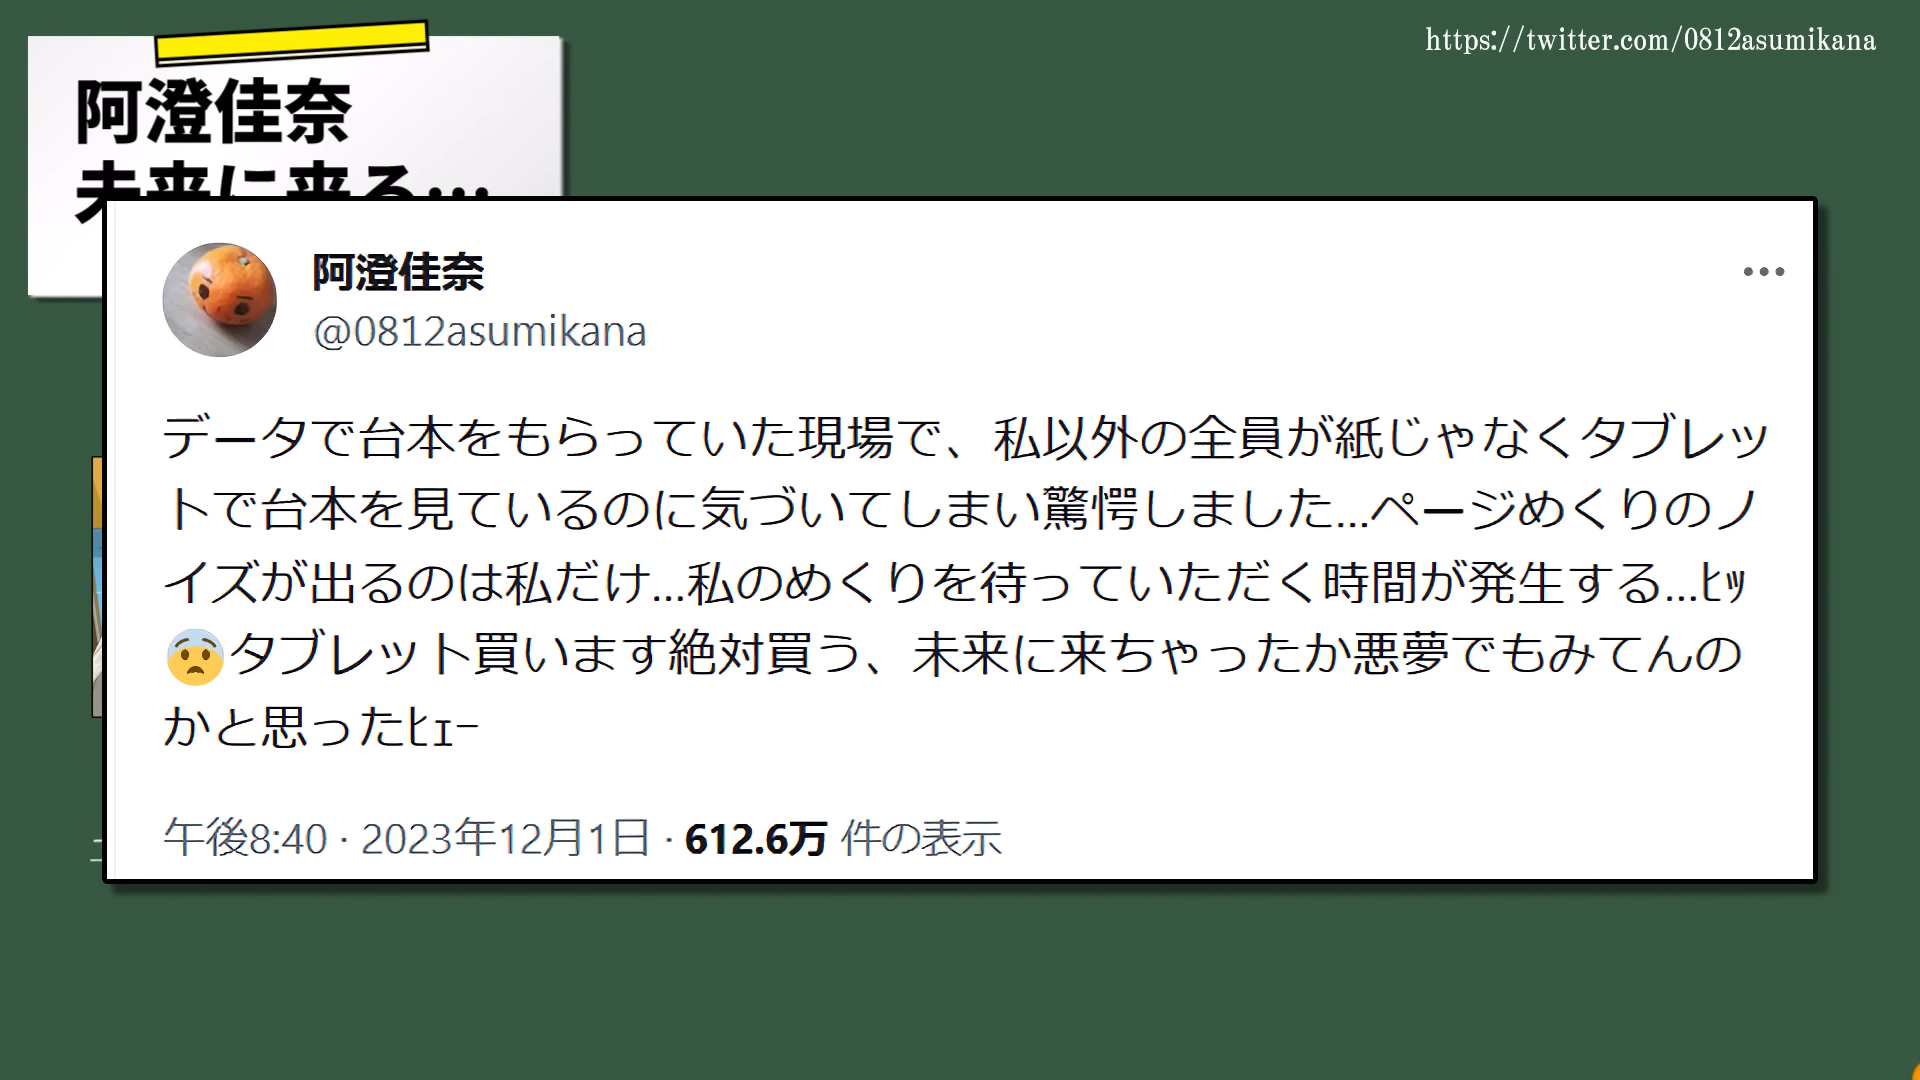 https://twitter.com/0812asumikana
阿澄佳奈
未来に来る…
阿澄佳奈
@0812asumikana
データで台本をもらっていた現場で、私以外の全員が紙じゃなくタブレッ
トで台本を見ているのに気づいてしまい驚愕しました...ページめくりのノ
イズが出るのは私だけ...私のめくりを待っていただく時間が発生する...ﾋｯ
😨タブレット買います絶対買う、未来に来ちゃったか悪夢でもみてんの
かと思ったﾋｪｰ
午後8:40 · 2023年12月1日 · 612.6万 件の表示